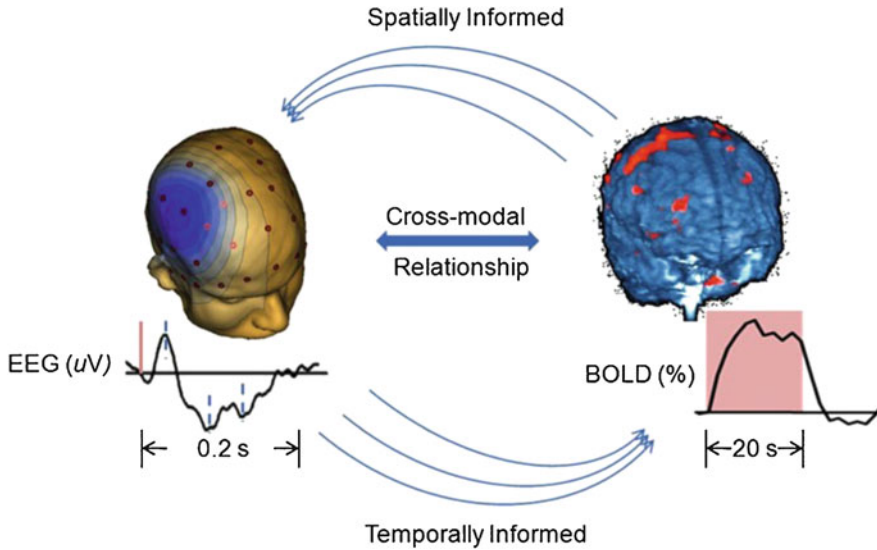 Spatially Informed
Cross-modal
Relationship
EEG (uV)
BOLD (%)
0.2 s
20 s
Temporally Informed